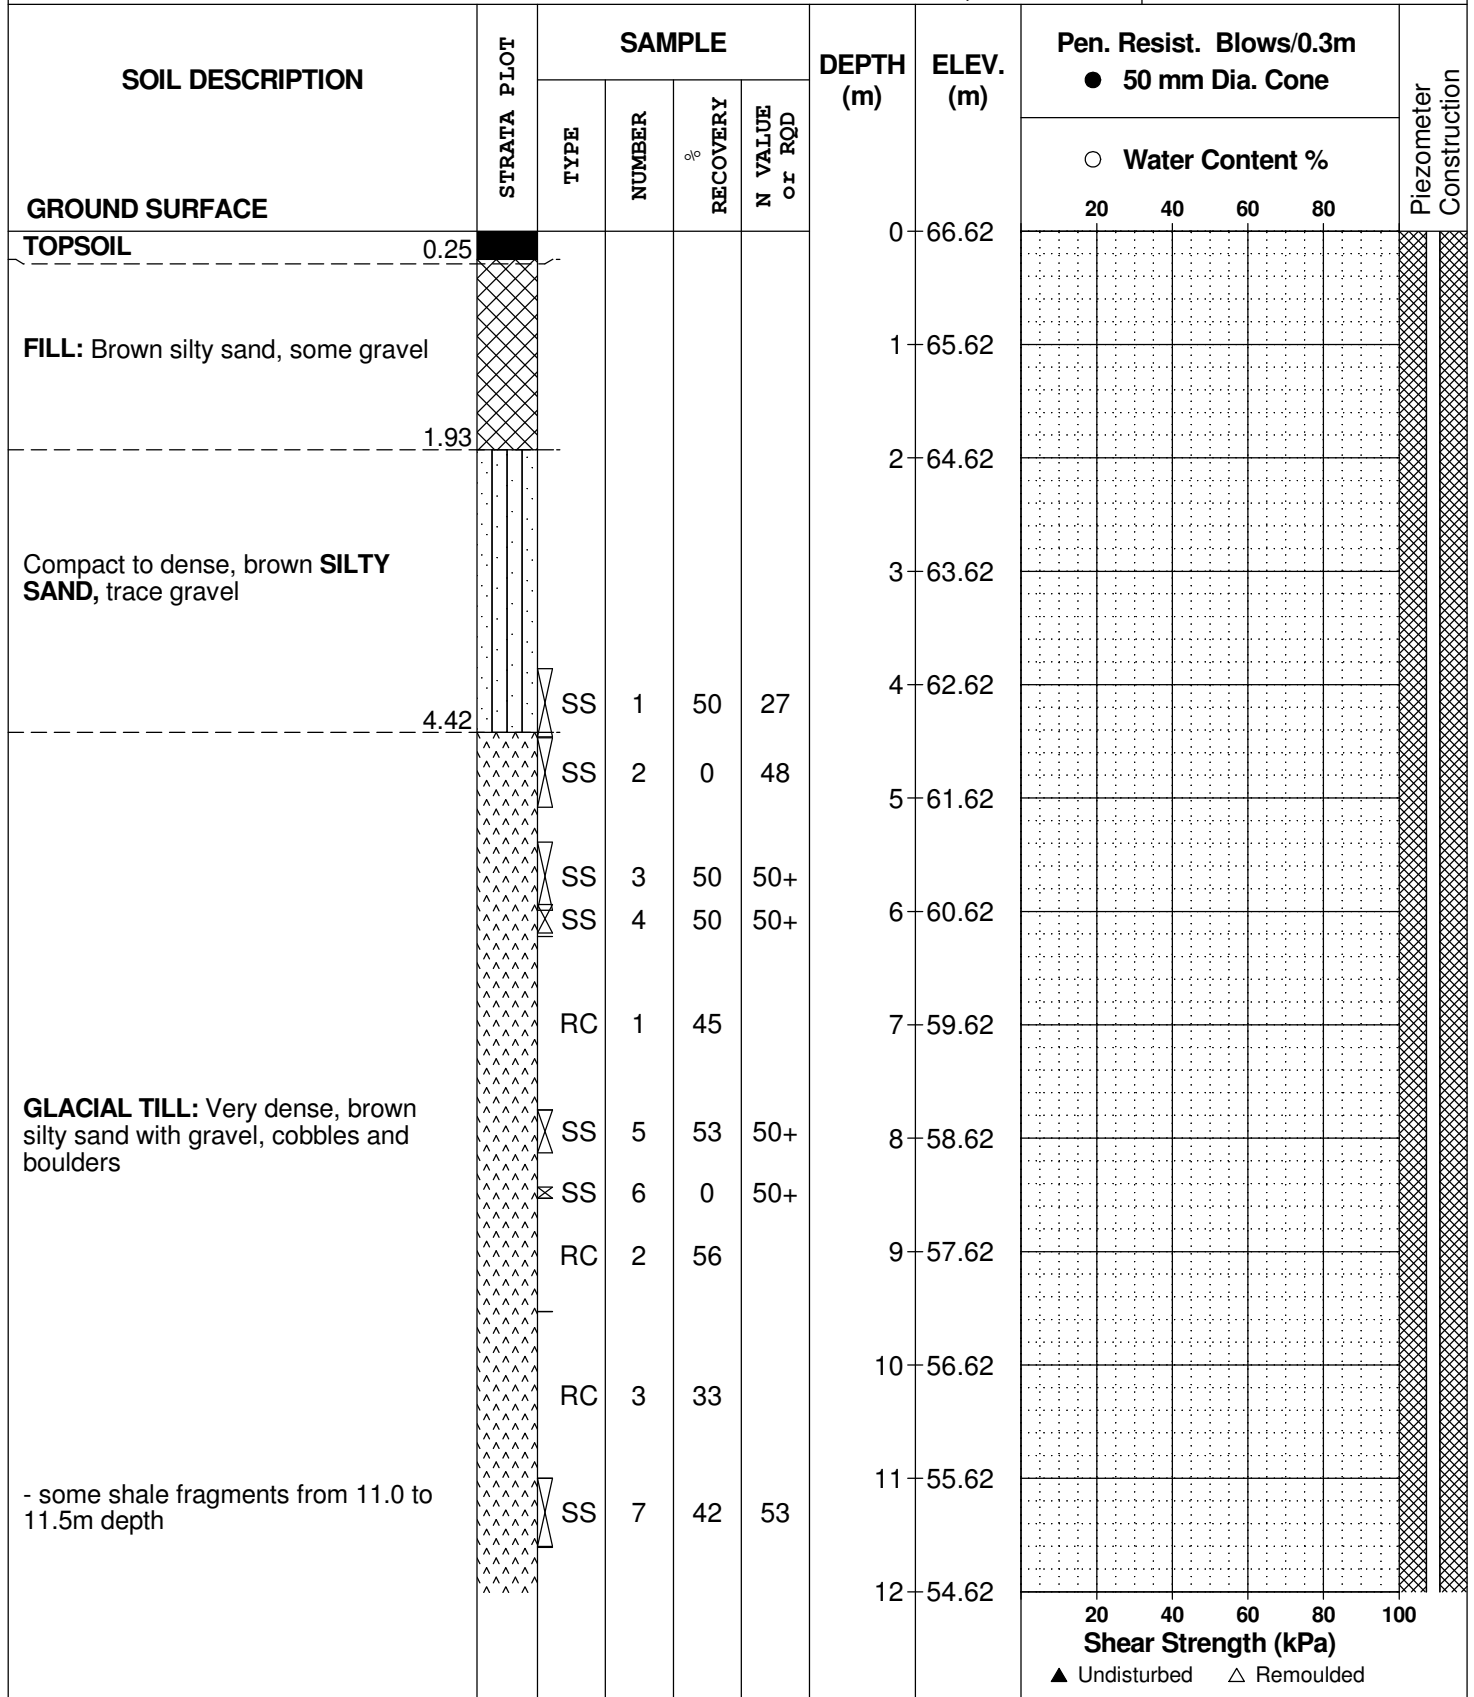 SOIL DESCRIPTION
GROUND SURFACE
STRATA PLOT
SAMPLE
TYPE
NUMBER
% RECOVERY
N VALUE or RQD
DEPTH (m)
ELEV. (m)
Pen. Resist. Blows/0.3m
● 50 mm Dia. Cone
○ Water Content %
20 40 60 80
Piezometer Construction
TOPSOIL 0.25
0 66.62
FILL: Brown silty sand, some gravel
1 65.62
1.93
2 64.62
Compact to dense, brown SILTY
SAND, trace gravel
3 63.62
4 62.62
SS 1 50 27
4.42
SS 2 0 48
5 61.62
SS 3 50 50+
SS 4 50 50+
6 60.62
RC 1 45
7 59.62
GLACIAL TILL: Very dense, brown
silty sand with gravel, cobbles and
boulders
SS 5 53 50+
8 58.62
SS 6 0 50+
RC 2 56
9 57.62
10 56.62
RC 3 33
11 55.62
- some shale fragments from 11.0 to
11.5m depth
SS 7 42 53
12 54.62
20 40 60 80 100
Shear Strength (kPa)
▲ Undisturbed △ Remoulded